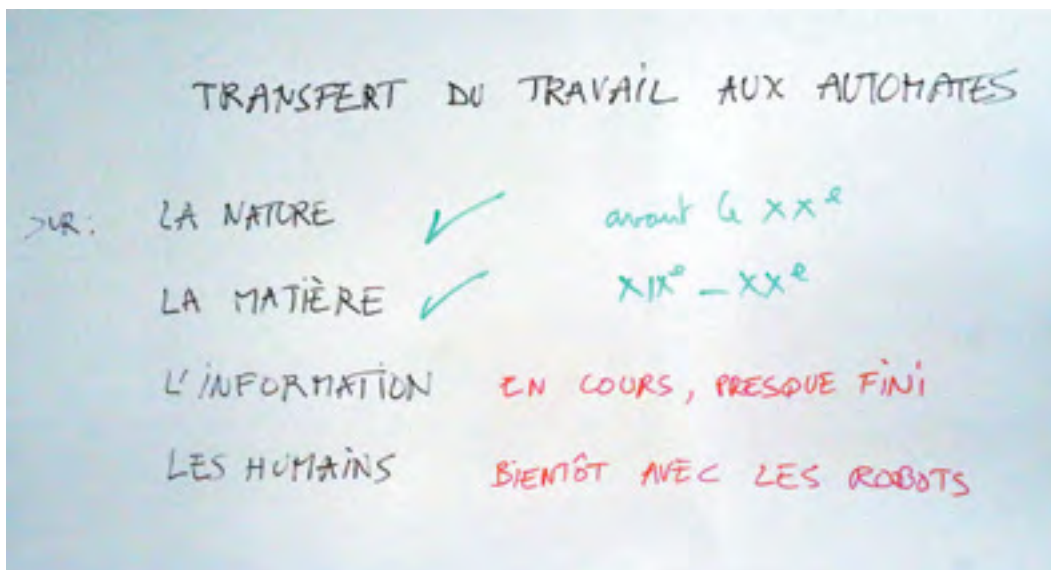 TRANSFERT DU TRAVAIL AUX AUTOMATES
SUR: LA NATURE ✓ avant le XXe
LA MATIÈRE ✓ XIXe - XXe
L'INFORMATION EN COURS, PRESQUE FINI
LES HUMAINS BIENTÔT AVEC LES ROBOTS